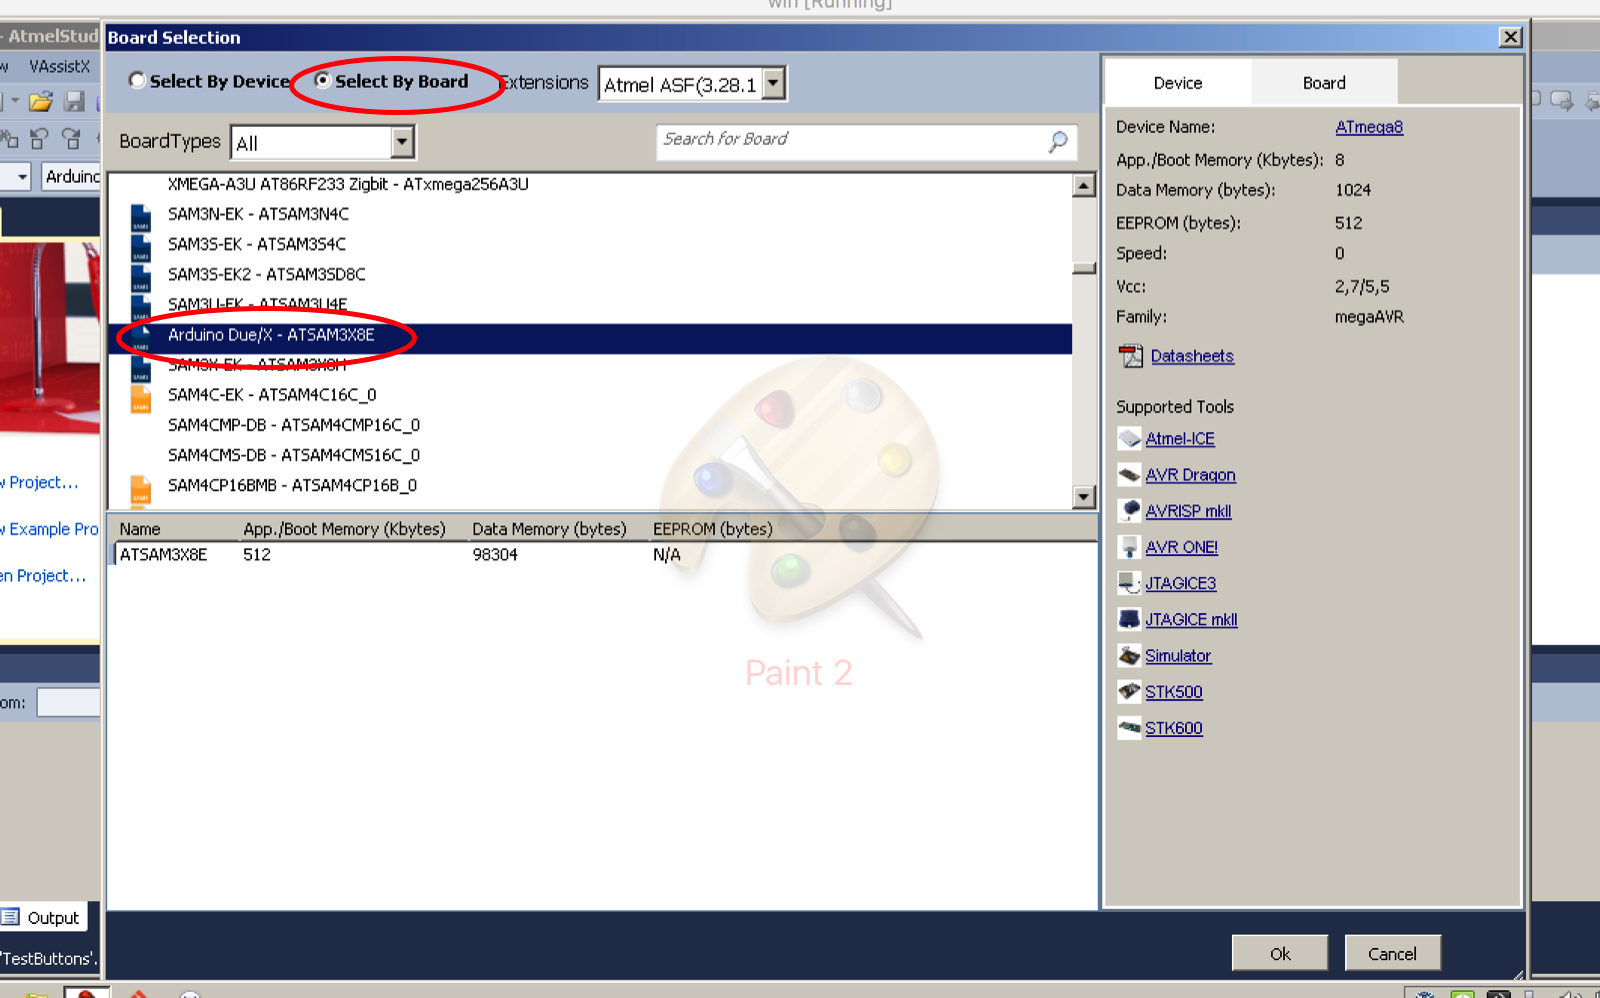 win [Running]
- AtmelStud
Board Selection
w VAssistX
Select By Device
Select By Board
Extensions
Atmel ASF(3.28.1
BoardTypes
All
Search for Board
Arduino
XMEGA-A3U AT86RF233 Zigbit - ATxmega256A3U
SAM3N-EK - ATSAM3N4C
SAM3S-EK - ATSAM3S4C
SAM3S-EK2 - ATSAM3SD8C
SAM3U-EK - ATSAM3U4E
Arduino Due/X - ATSAM3X8E
SAM3X-EK - ATSAM3X8H
SAM4C-EK - ATSAM4C16C_0
SAM4CMP-DB - ATSAM4CMP16C_0
SAM4CMS-DB - ATSAM4CMS16C_0
SAM4CP16BMB - ATSAM4CP16B_0
Name App./Boot Memory (Kbytes) Data Memory (bytes) EEPROM (bytes)
ATSAM3X8E 512 98304 N/A
Paint 2
Device Board
Device Name: ATmega8
App./Boot Memory (Kbytes): 8
Data Memory (bytes): 1024
EEPROM (bytes): 512
Speed: 0
Vcc: 2,7/5,5
Family: megaAVR
Datasheets
Supported Tools
Atmel-ICE
AVR Dragon
AVRISP mkII
AVR ONE!
JTAGICE3
JTAGICE mkII
Simulator
STK500
STK600
w Project...
w Example Pro
en Project...
om:
Output
'TestButtons'.
Ok
Cancel